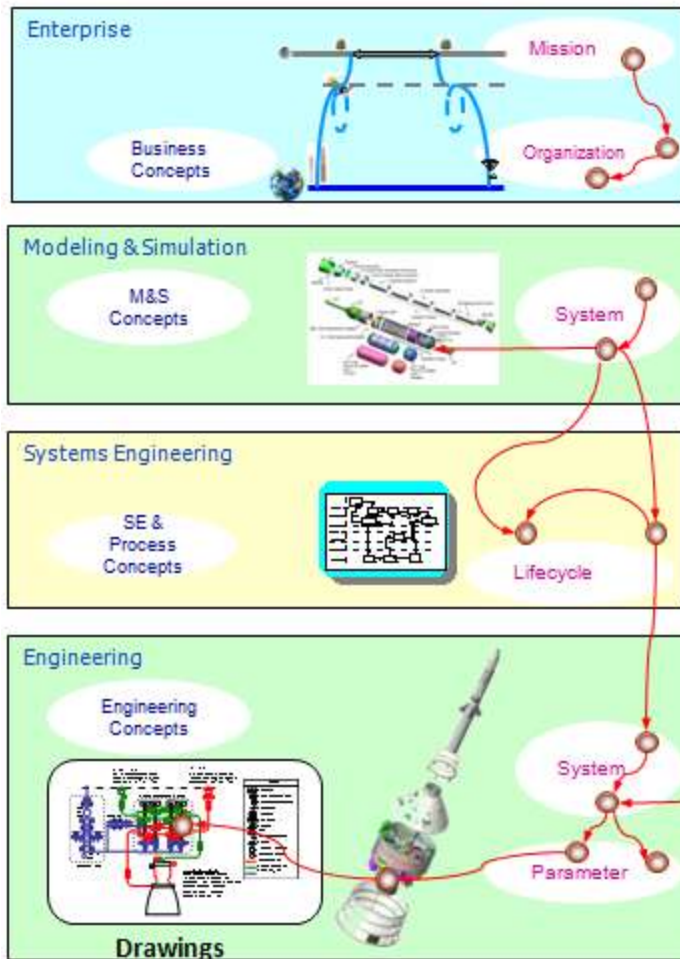 Enterprise
Mission
Business
Concepts
Organization
Modeling & Simulation
M&S
Concepts
System
Systems Engineering
SE &
Process
Concepts
Lifecycle
Engineering
Engineering
Concepts
System
Parameter
Drawings